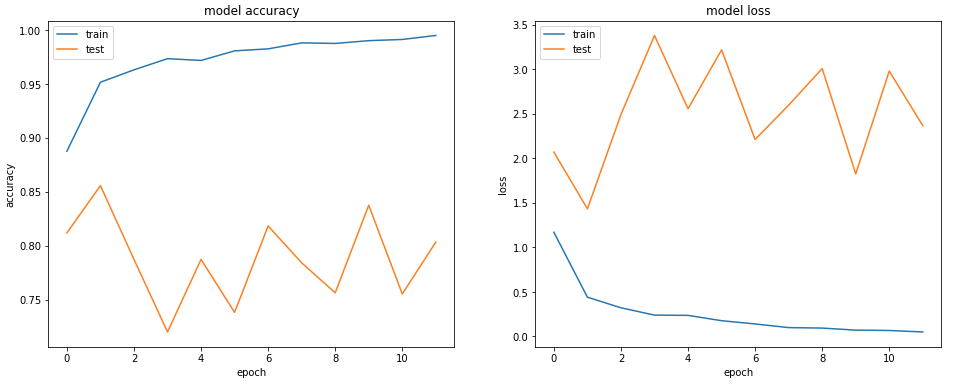 model accuracy
train
test
1.00
0.95
0.90
0.85
0.80
0.75
accuracy
0 2 4 6 8 10
epoch
model loss
train
test
3.5
3.0
2.5
2.0
1.5
1.0
0.5
0.0
loss
0 2 4 6 8 10
epoch